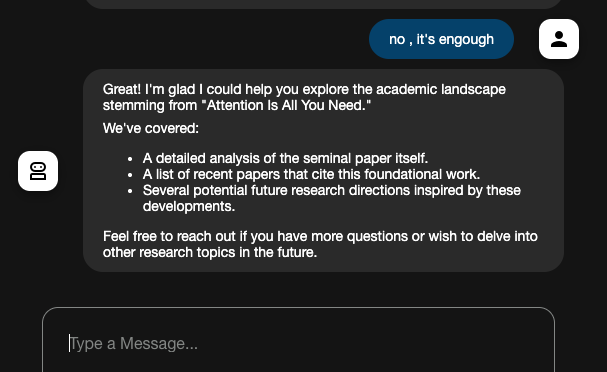 no , it's engough
Great! I'm glad I could help you explore the academic landscape
stemming from "Attention Is All You Need."
We've covered:
• A detailed analysis of the seminal paper itself.
• A list of recent papers that cite this foundational work.
• Several potential future research directions inspired by these
developments.
Feel free to reach out if you have more questions or wish to delve into
other research topics in the future.
Type a Message...